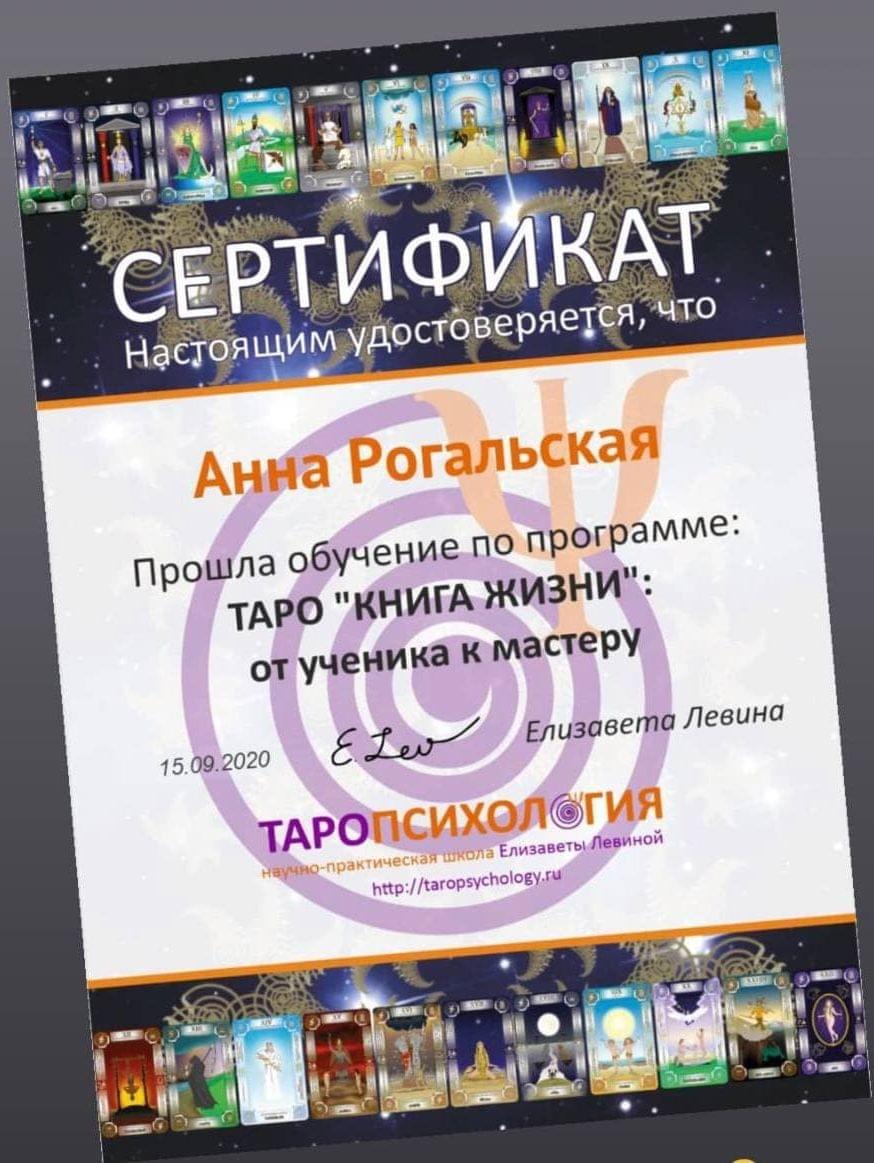 СЕРТИФИКАТ
Настоящим удостоверяется, что
Анна Рогальская
Прошла обучение по программе:
ТАРО "КНИГА ЖИЗНИ":
от ученика к мастеру
15.09.2020
E. Lev
Елизавета Левина
ТАРОПСИХОЛОГИЯ
научно-практическая школа Елизаветы Левиной
http://taropsychology.ru